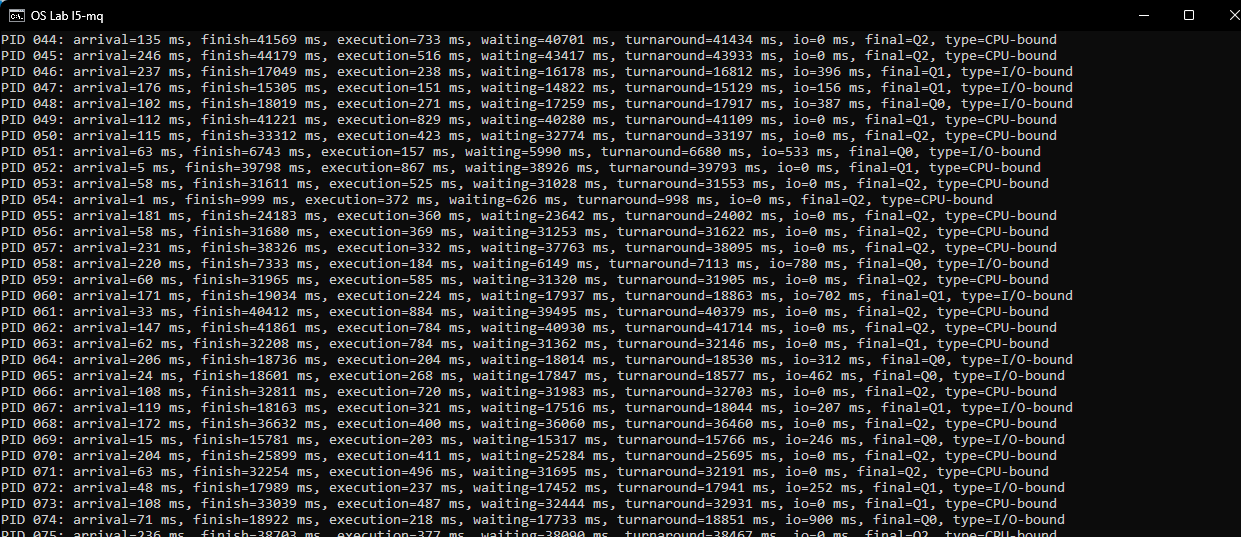 OS Lab I5-mq
PID 044: arrival=135 ms, finish=41569 ms, execution=733 ms, waiting=40701 ms, turnaround=41434 ms, io=0 ms, final=Q2, type=CPU-bound
PID 045: arrival=246 ms, finish=44179 ms, execution=516 ms, waiting=43417 ms, turnaround=43933 ms, io=0 ms, final=Q2, type=CPU-bound
PID 046: arrival=237 ms, finish=17049 ms, execution=238 ms, waiting=16178 ms, turnaround=16812 ms, io=396 ms, final=Q1, type=I/O-bound
PID 047: arrival=176 ms, finish=15305 ms, execution=151 ms, waiting=14822 ms, turnaround=15129 ms, io=156 ms, final=Q1, type=I/O-bound
PID 048: arrival=102 ms, finish=18019 ms, execution=271 ms, waiting=17259 ms, turnaround=17917 ms, io=387 ms, final=Q0, type=I/O-bound
PID 049: arrival=112 ms, finish=41221 ms, execution=829 ms, waiting=40280 ms, turnaround=41109 ms, io=0 ms, final=Q1, type=CPU-bound
PID 050: arrival=115 ms, finish=33312 ms, execution=423 ms, waiting=32774 ms, turnaround=33197 ms, io=0 ms, final=Q2, type=CPU-bound
PID 051: arrival=63 ms, finish=6743 ms, execution=157 ms, waiting=5990 ms, turnaround=6680 ms, io=533 ms, final=Q0, type=I/O-bound
PID 052: arrival=5 ms, finish=39798 ms, execution=867 ms, waiting=38926 ms, turnaround=39793 ms, io=0 ms, final=Q1, type=CPU-bound
PID 053: arrival=58 ms, finish=31611 ms, execution=525 ms, waiting=31028 ms, turnaround=31553 ms, io=0 ms, final=Q2, type=CPU-bound
PID 054: arrival=1 ms, finish=999 ms, execution=372 ms, waiting=626 ms, turnaround=998 ms, io=0 ms, final=Q2, type=CPU-bound
PID 055: arrival=181 ms, finish=24183 ms, execution=360 ms, waiting=23642 ms, turnaround=24002 ms, io=0 ms, final=Q2, type=CPU-bound
PID 056: arrival=58 ms, finish=31680 ms, execution=369 ms, waiting=31253 ms, turnaround=31622 ms, io=0 ms, final=Q2, type=CPU-bound
PID 057: arrival=231 ms, finish=38326 ms, execution=332 ms, waiting=37763 ms, turnaround=38095 ms, io=0 ms, final=Q2, type=CPU-bound
PID 058: arrival=220 ms, finish=7333 ms, execution=184 ms, waiting=6149 ms, turnaround=7113 ms, io=780 ms, final=Q0, type=I/O-bound
PID 059: arrival=60 ms, finish=31965 ms, execution=585 ms, waiting=31320 ms, turnaround=31905 ms, io=0 ms, final=Q2, type=CPU-bound
PID 060: arrival=171 ms, finish=19034 ms, execution=224 ms, waiting=17937 ms, turnaround=18863 ms, io=702 ms, final=Q1, type=I/O-bound
PID 061: arrival=33 ms, finish=40412 ms, execution=884 ms, waiting=39495 ms, turnaround=40379 ms, io=0 ms, final=Q2, type=CPU-bound
PID 062: arrival=147 ms, finish=41861 ms, execution=784 ms, waiting=40930 ms, turnaround=41714 ms, io=0 ms, final=Q2, type=CPU-bound
PID 063: arrival=62 ms, finish=32208 ms, execution=784 ms, waiting=31362 ms, turnaround=32146 ms, io=0 ms, final=Q1, type=CPU-bound
PID 064: arrival=206 ms, finish=18736 ms, execution=204 ms, waiting=18014 ms, turnaround=18530 ms, io=312 ms, final=Q0, type=I/O-bound
PID 065: arrival=24 ms, finish=18601 ms, execution=268 ms, waiting=17847 ms, turnaround=18577 ms, io=462 ms, final=Q0, type=I/O-bound
PID 066: arrival=108 ms, finish=32811 ms, execution=720 ms, waiting=31983 ms, turnaround=32703 ms, io=0 ms, final=Q2, type=CPU-bound
PID 067: arrival=119 ms, finish=18163 ms, execution=321 ms, waiting=17516 ms, turnaround=18044 ms, io=207 ms, final=Q1, type=I/O-bound
PID 068: arrival=172 ms, finish=36632 ms, execution=400 ms, waiting=36060 ms, turnaround=36460 ms, io=0 ms, final=Q2, type=CPU-bound
PID 069: arrival=15 ms, finish=15781 ms, execution=203 ms, waiting=15317 ms, turnaround=15766 ms, io=246 ms, final=Q0, type=I/O-bound
PID 070: arrival=204 ms, finish=25899 ms, execution=411 ms, waiting=25284 ms, turnaround=25695 ms, io=0 ms, final=Q2, type=CPU-bound
PID 071: arrival=63 ms, finish=32254 ms, execution=496 ms, waiting=31695 ms, turnaround=32191 ms, io=0 ms, final=Q2, type=CPU-bound
PID 072: arrival=48 ms, finish=17989 ms, execution=237 ms, waiting=17452 ms, turnaround=17941 ms, io=252 ms, final=Q1, type=I/O-bound
PID 073: arrival=108 ms, finish=33039 ms, execution=487 ms, waiting=32444 ms, turnaround=32931 ms, io=0 ms, final=Q1, type=CPU-bound
PID 074: arrival=71 ms, finish=18922 ms, execution=218 ms, waiting=17733 ms, turnaround=18851 ms, io=900 ms, final=Q0, type=I/O-bound
PID 075: arrival=236 ms, finish=38703 ms, execution=377 ms, waiting=38090 ms, turnaround=38467 ms, io=0 ms, final=Q2, type=CPU-bound